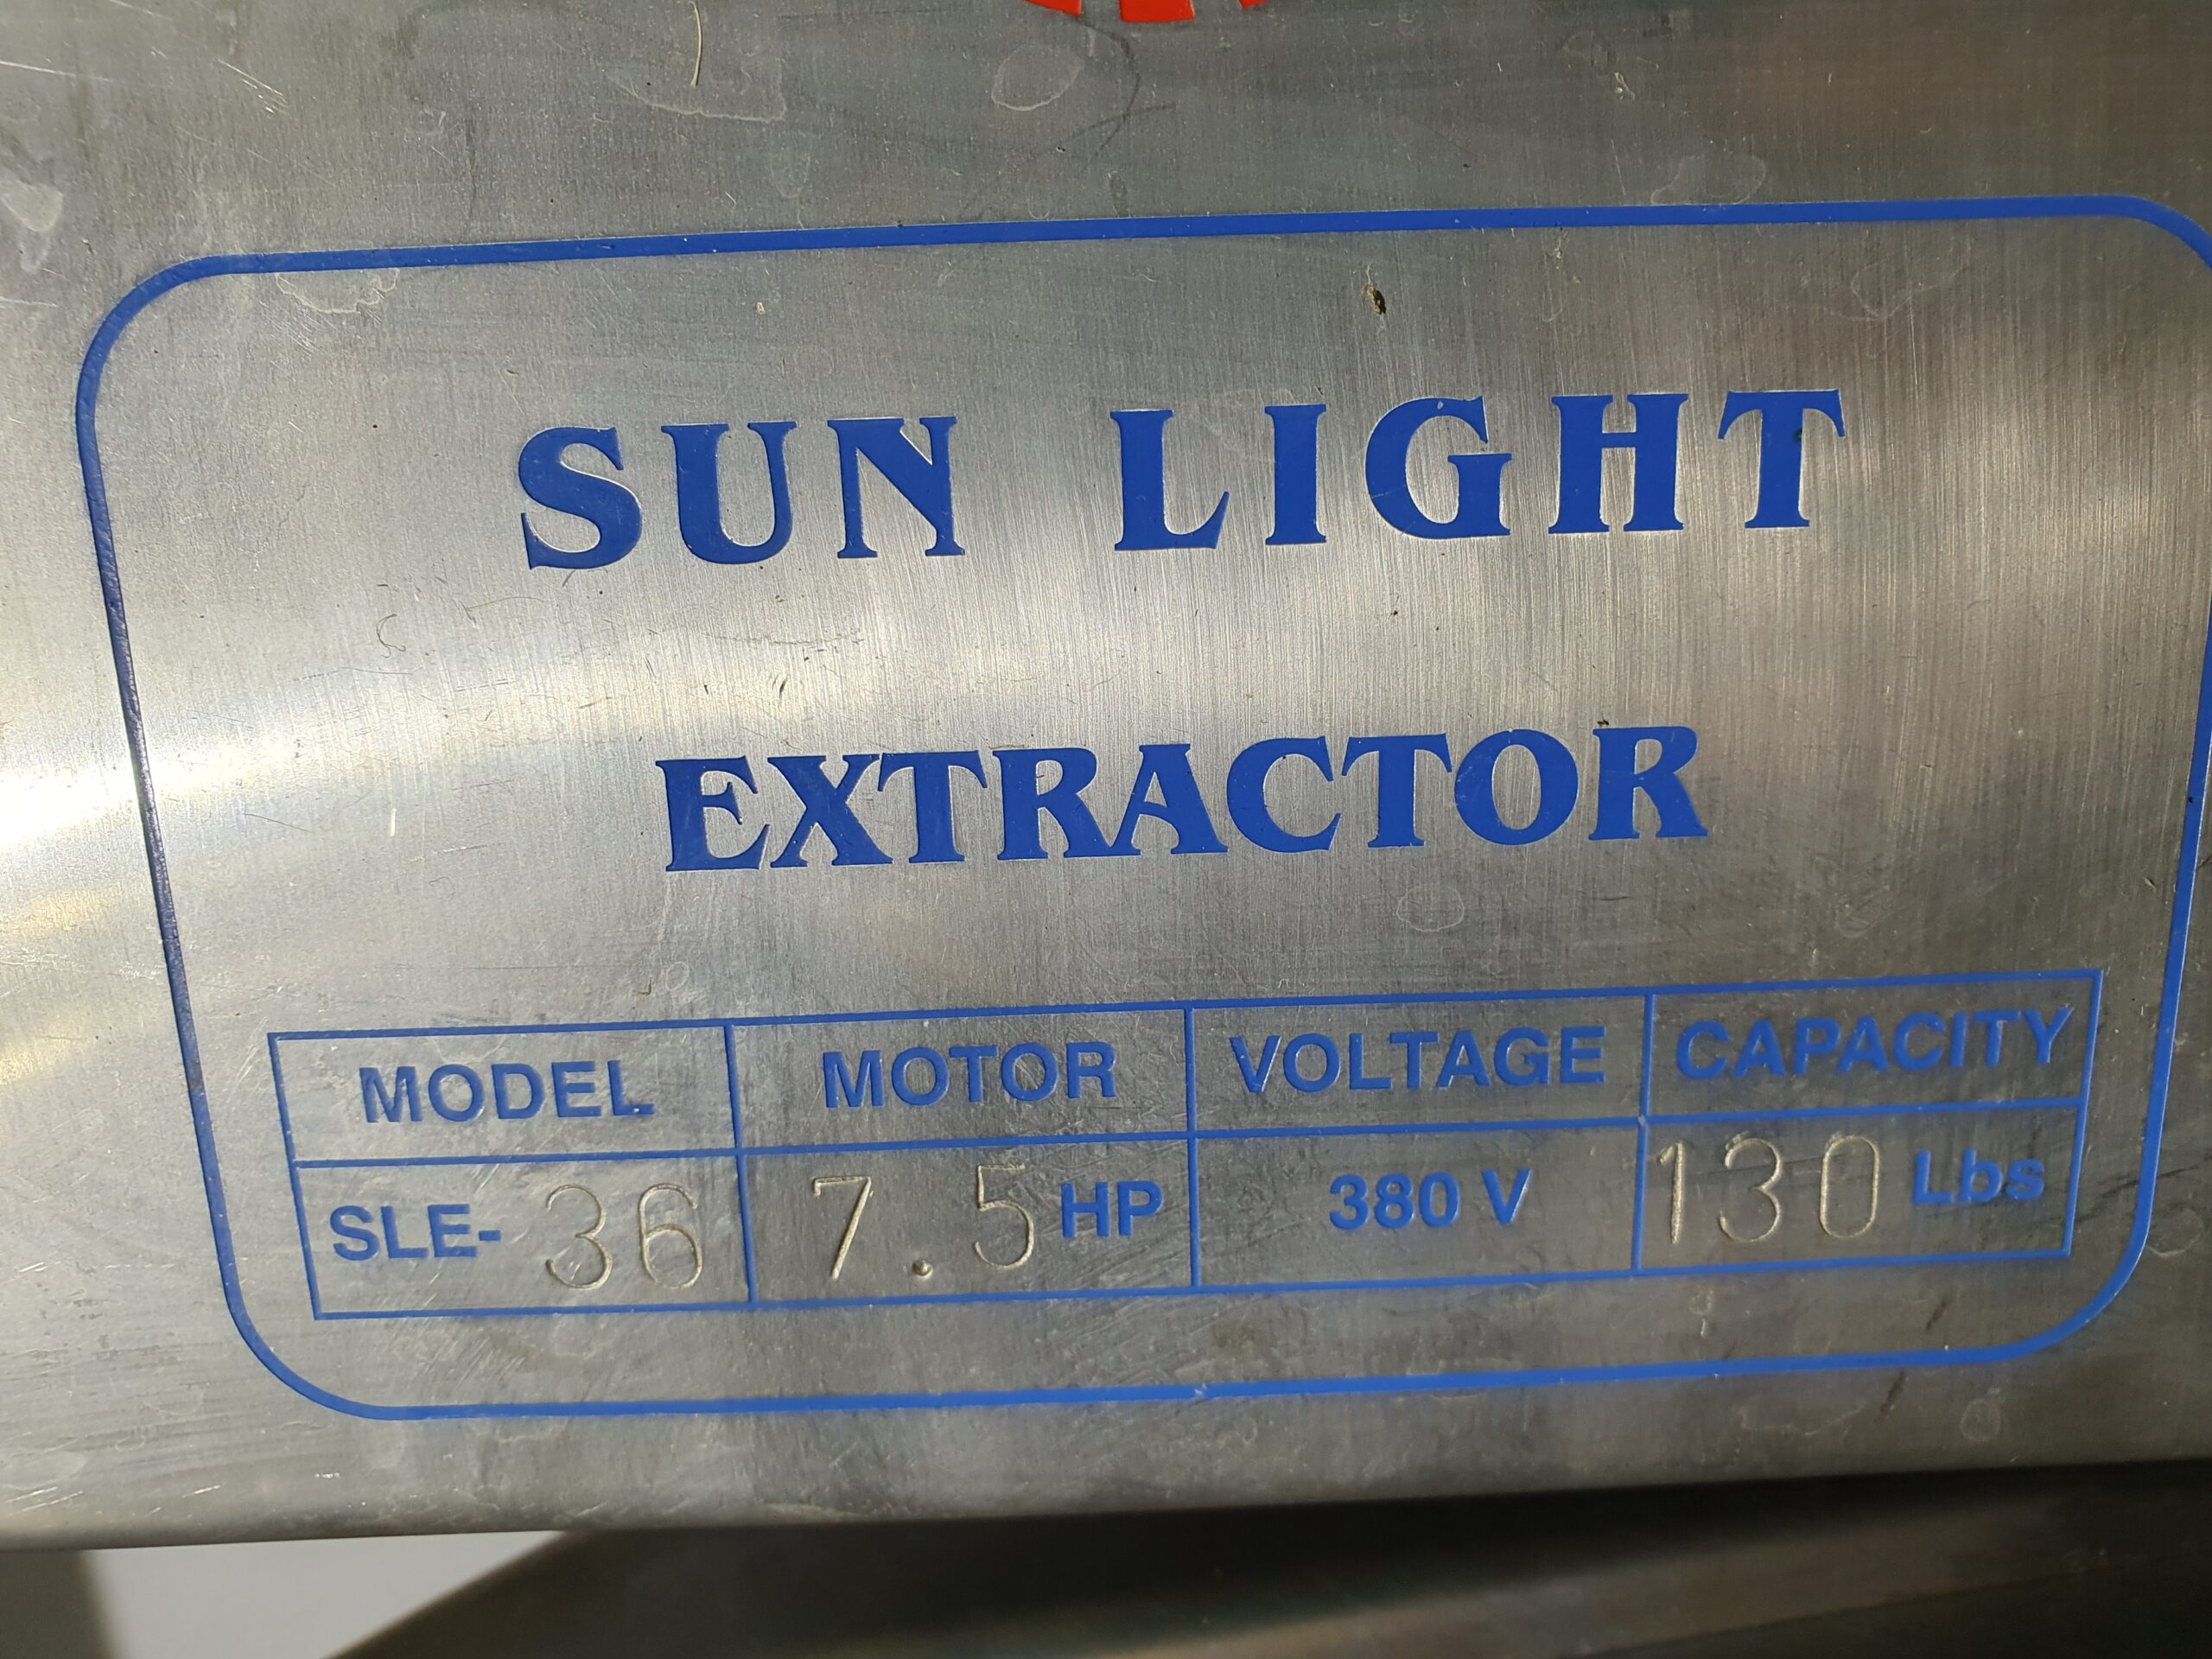 SUN LIGHT
EXTRACTOR
MODEL MOTOR VOLTAGE CAPACITY
SLE-36 7.5 HP 380 V 130 Lbs